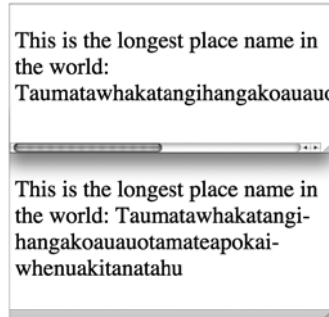 This is the longest place name in
the world:
Taumatawhakatangihangakoauauo
This is the longest place name in
the world: Taumatawhakatangi-
hangakoauauotamateapokai-
whenuakitanatahu